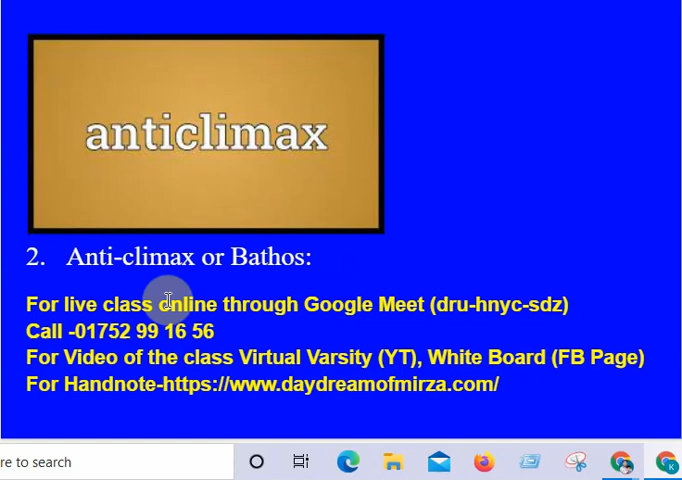 anticlimax
2. Anti-climax or Bathos:
For live class online through Google Meet (dru-hnyc-sdz)
Call -01752 99 16 56
For Video of the class Virtual Varsity (YT), White Board (FB Page)
For Handnote-https://www.daydreamofmirza.com/
re to search
K